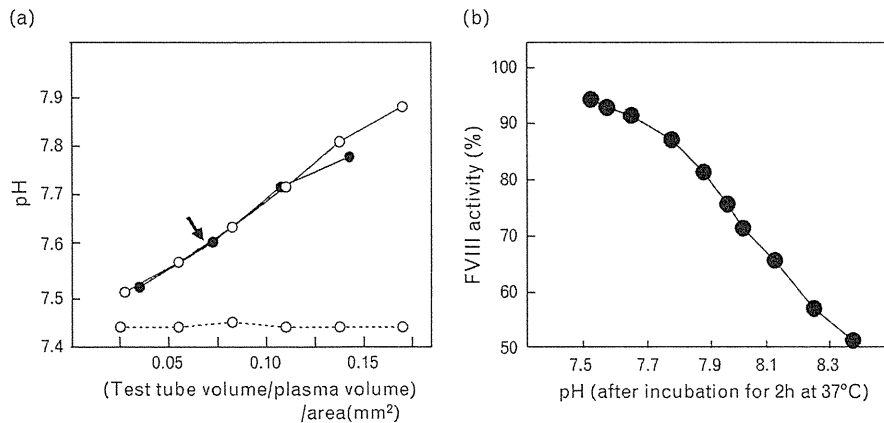 (a)
pH
7.9
7.8
7.7
7.6
7.5
7.4
0.05 0.10 0.15
(Test tube volume/plasma volume)
/area(mm²)
(b)
FVIII activity (%)
100
90
80
70
60
50
7.5 7.7 7.9 8.1 8.3
pH (after incubation for 2h at 37°C)